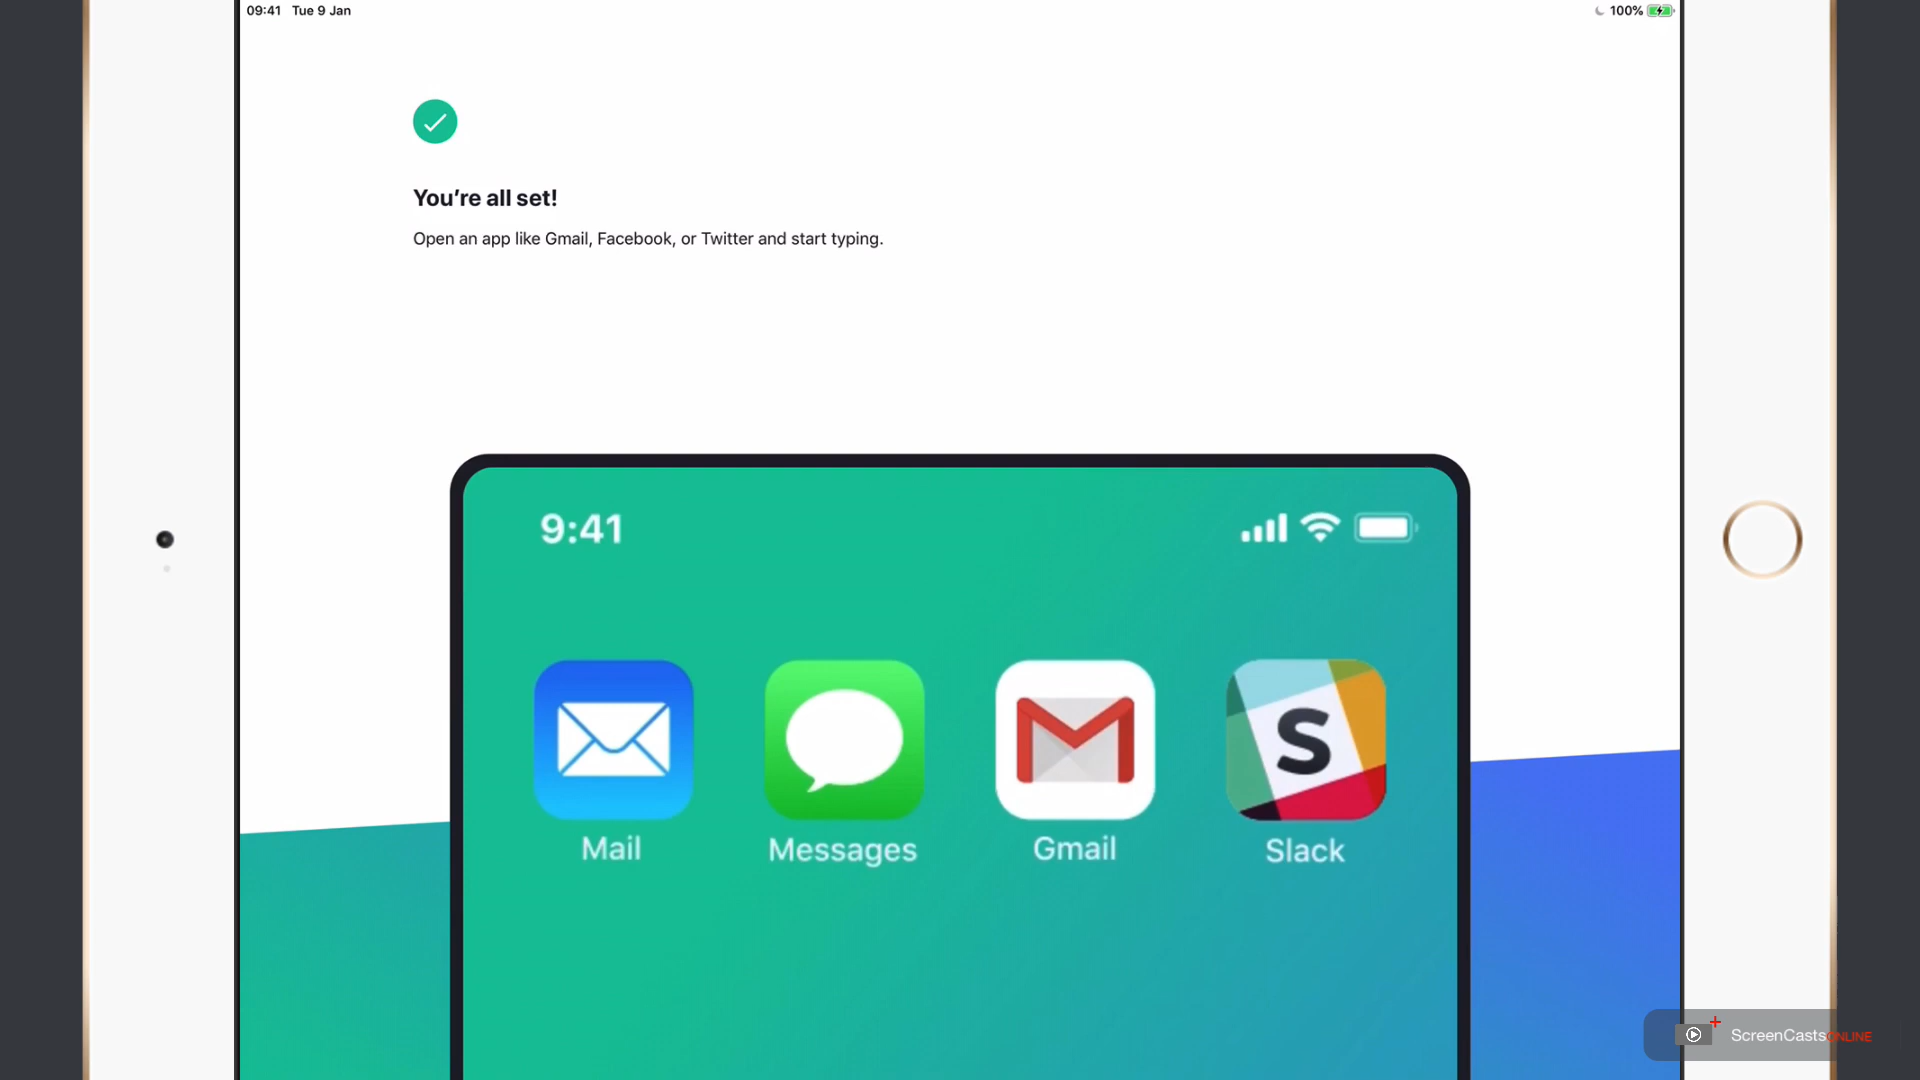 09:41 Tue 9 Jan
100%
You're all set!
Open an app like Gmail, Facebook, or Twitter and start typing.
9:41
S
Mail
Messages
Gmail
Slack
ScreenCastsONLINE